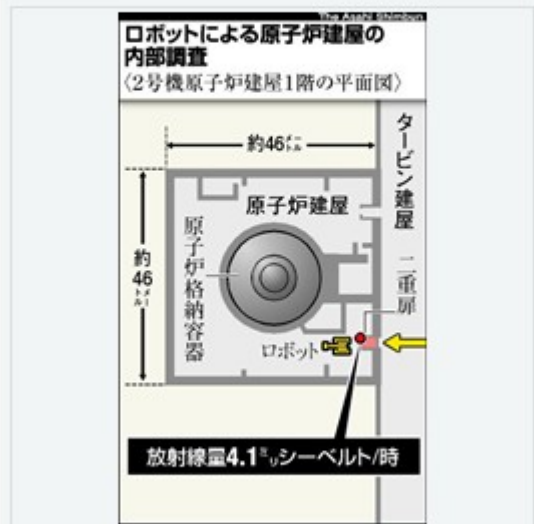 The Asahi Shimbun
ロボットによる原子炉建屋の
内部調査
〈2号機原子炉建屋1階の平面図〉
約46メートル
タービン建屋
原子炉建屋
原子炉格納容器
約46メートル
二重扉
ロボット
放射線量4.1ミリシーベルト/時